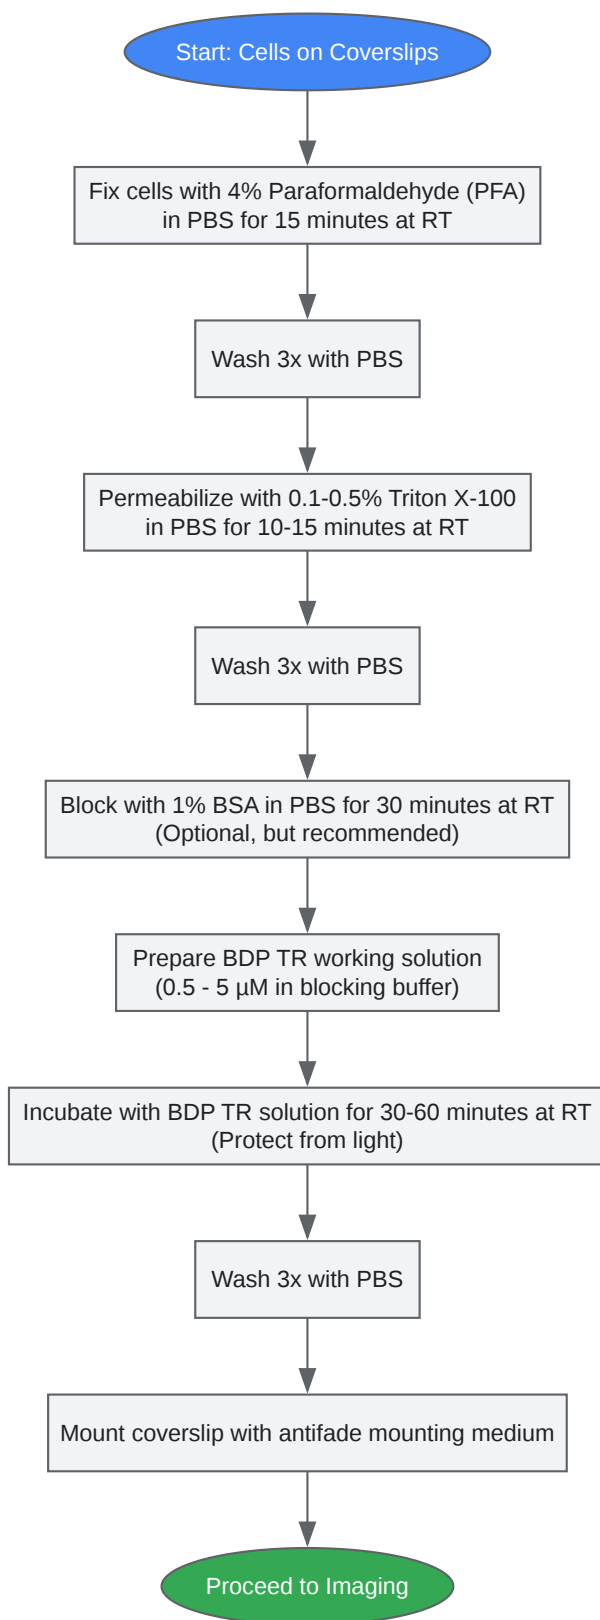 Start: Cells on Coverslips
Fix cells with 4% Paraformaldehyde (PFA)
in PBS for 15 minutes at RT
Wash 3x with PBS
Permeabilize with 0.1-0.5% Triton X-100
in PBS for 10-15 minutes at RT
Wash 3x with PBS
Block with 1% BSA in PBS for 30 minutes at RT
(Optional, but recommended)
Prepare BDP TR working solution
(0.5 - 5 µM in blocking buffer)
Incubate with BDP TR solution for 30-60 minutes at RT
(Protect from light)
Wash 3x with PBS
Mount coverslip with antifade mounting medium
Proceed to Imaging